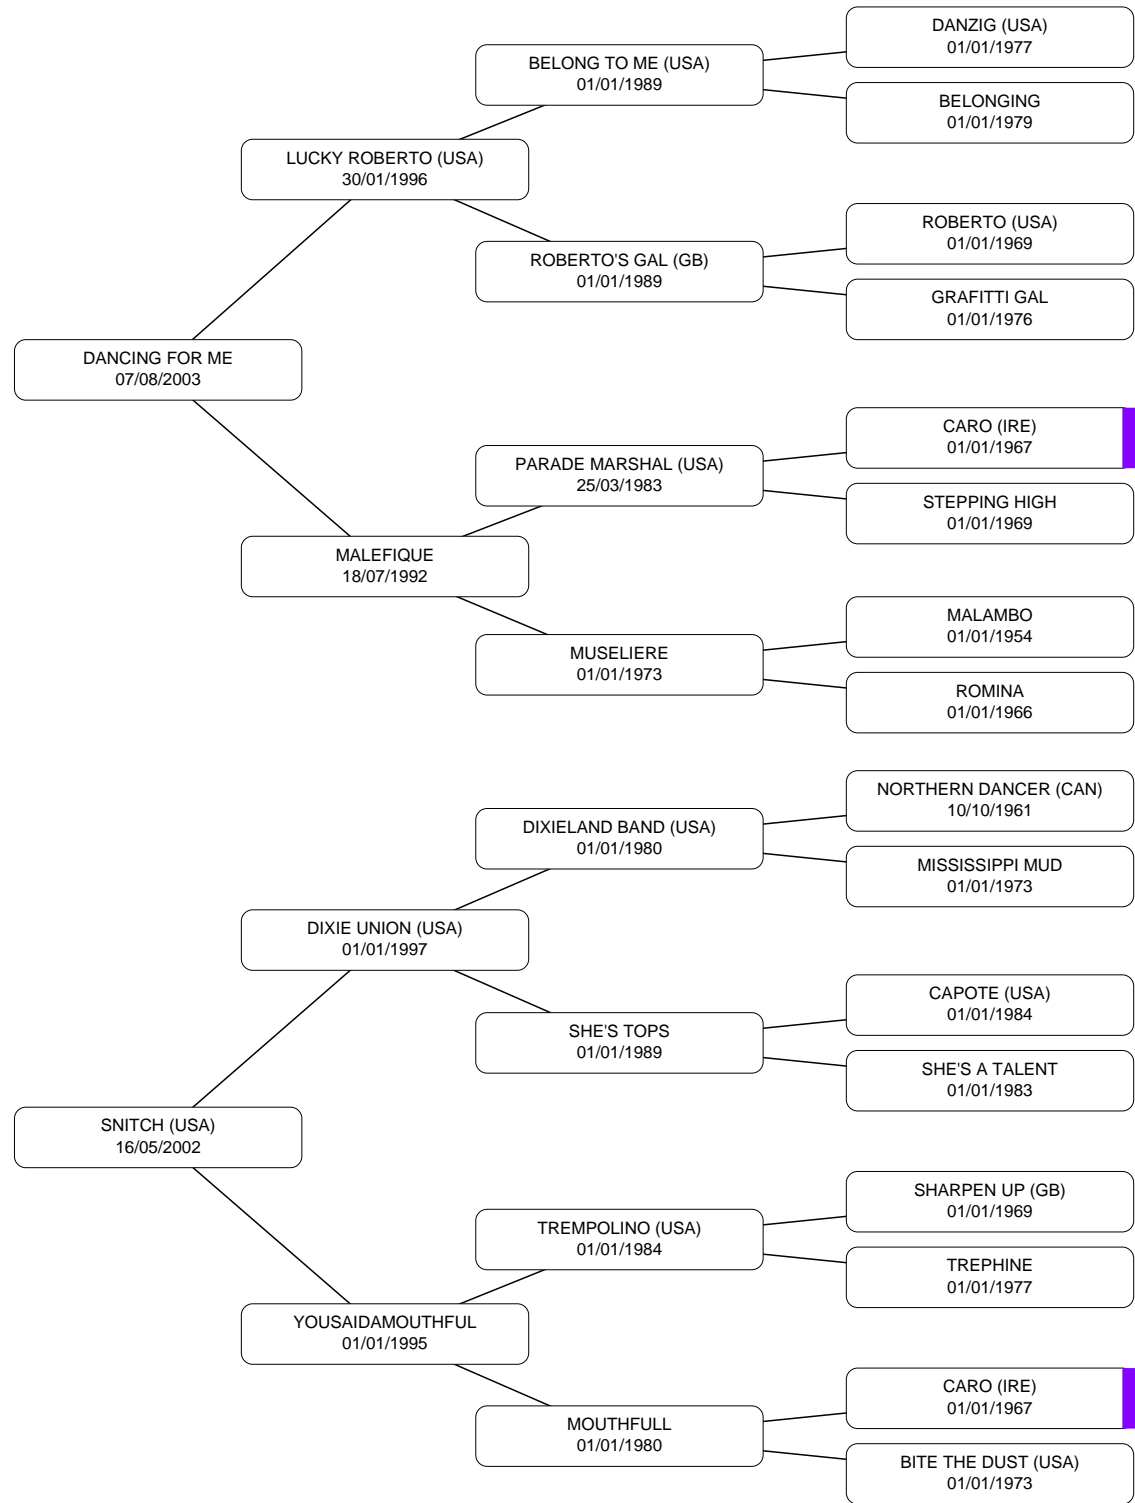 DANZIG (USA)
01/01/1977
BELONG TO ME (USA)
01/01/1989
BELONGING
01/01/1979
LUCKY ROBERTO (USA)
30/01/1996
ROBERTO (USA)
01/01/1969
ROBERTO'S GAL (GB)
01/01/1989
GRAFITTI GAL
01/01/1976
DANCING FOR ME
07/08/2003
CARO (IRE)
01/01/1967
PARADE MARSHAL (USA)
25/03/1983
STEPPING HIGH
01/01/1969
MALEFIQUE
18/07/1992
MALAMBO
01/01/1954
MUSELIERE
01/01/1973
ROMINA
01/01/1966
NORTHERN DANCER (CAN)
10/10/1961
DIXIELAND BAND (USA)
01/01/1980
MISSISSIPPI MUD
01/01/1973
DIXIE UNION (USA)
01/01/1997
CAPOTE (USA)
01/01/1984
SHE'S TOPS
01/01/1989
SHE'S A TALENT
01/01/1983
SNITCH (USA)
16/05/2002
SHARPEN UP (GB)
01/01/1969
TREMPOLINO (USA)
01/01/1984
TREPHINE
01/01/1977
YOUSAIDAMOUTHFUL
01/01/1995
CARO (IRE)
01/01/1967
MOUTHFULL
01/01/1980
BITE THE DUST (USA)
01/01/1973